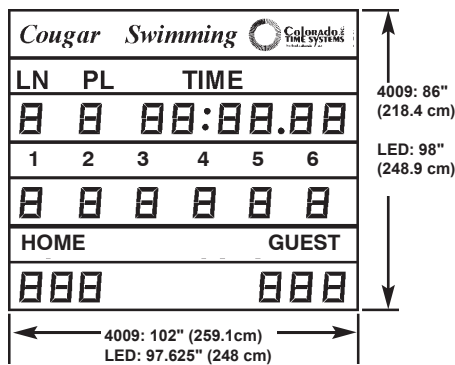 Cougar Swimming Colorado TIME SYSTEMS
LN PL TIME
8 8 88:88.88
1 2 3 4 5 6
8 8 8 8 8 8
HOME GUEST
888 888
4009: 86"
(218.4 cm)
LED: 98"
(248.9 cm)
4009: 102" (259.1cm)
LED: 97.625" (248 cm)